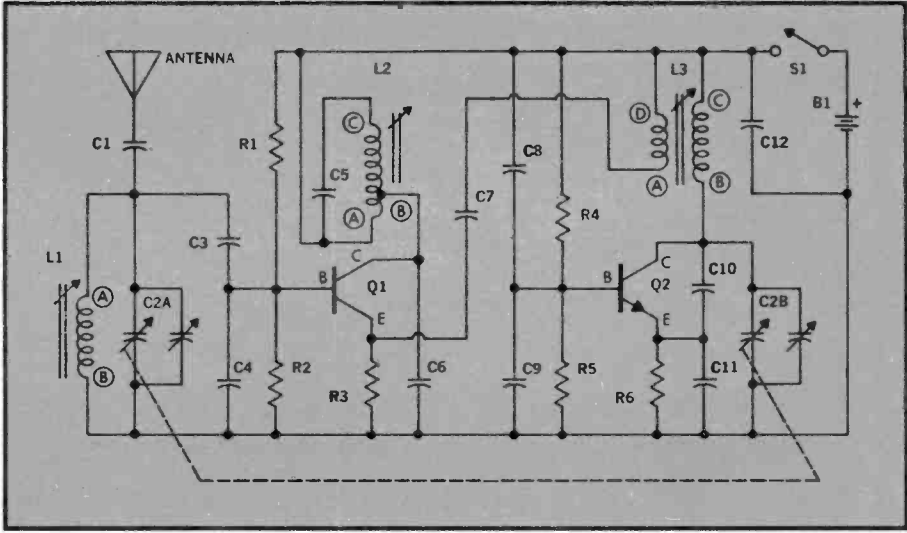 ANTENNA
C1
R1
L2
L3
S1
B1
+
C
D
C
C12
C5
C8
C7
A
B
A
B
R4
L1
C3
A
C2A
B
C
Q1
E
B
C
Q2
E
C10
C2B
B
C4
R2
R3
C6
C9
R5
R6
C11